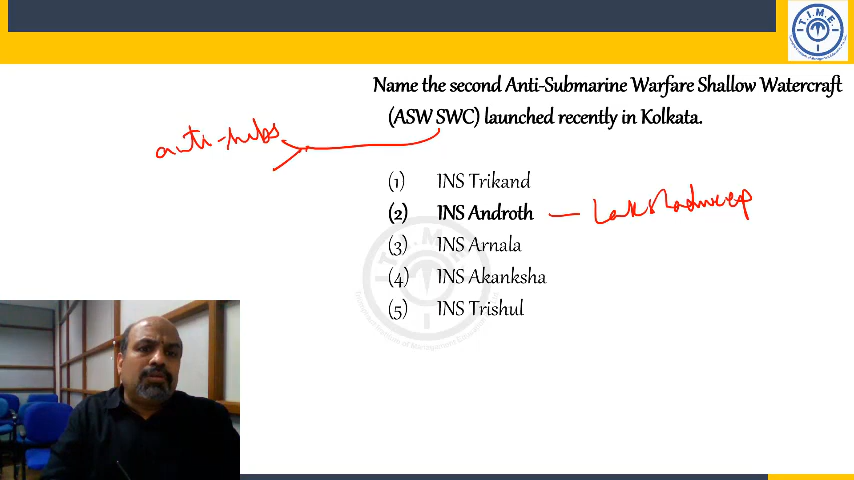 T.I.M.E.
Name the second Anti-Submarine Warfare Shallow Watercraft
(ASW SWC) launched recently in Kolkata.
anti-subs
(1) INS Trikand
(2) INS Androth — Lakshadweep
(3) INS Arnala
(4) INS Akanksha
(5) INS Trishul